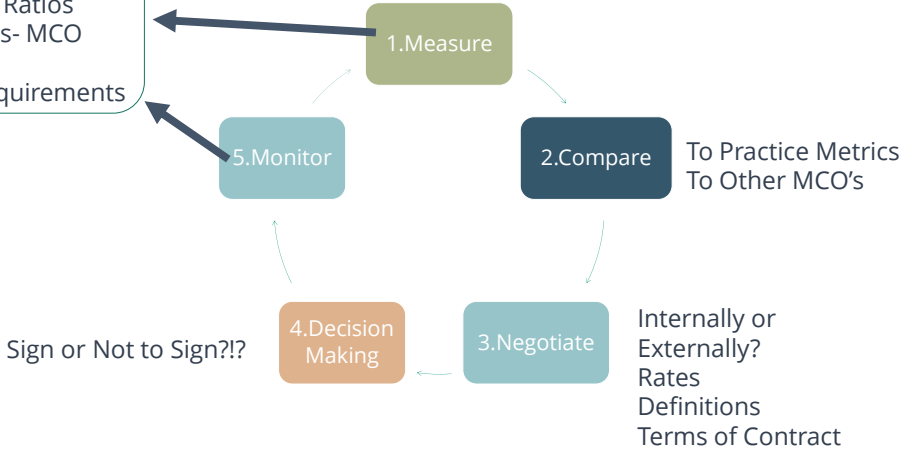 Ratios
s- MCO
quirements
1.Measure
5.Monitor
2.Compare
To Practice Metrics
To Other MCO's
4.Decision
Making
Sign or Not to Sign?!?
3.Negotiate
Internally or
Externally?
Rates
Definitions
Terms of Contract